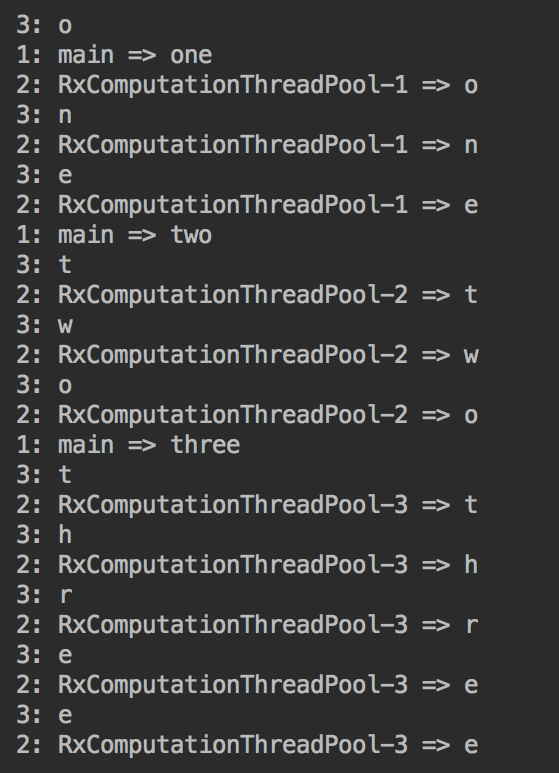 3: o
1: main => one
2: RxComputationThreadPool-1 => o
3: n
2: RxComputationThreadPool-1 => n
3: e
2: RxComputationThreadPool-1 => e
1: main => two
3: t
2: RxComputationThreadPool-2 => t
3: w
2: RxComputationThreadPool-2 => w
3: o
2: RxComputationThreadPool-2 => o
1: main => three
3: t
2: RxComputationThreadPool-3 => t
3: h
2: RxComputationThreadPool-3 => h
3: r
2: RxComputationThreadPool-3 => r
3: e
2: RxComputationThreadPool-3 => e
3: e
2: RxComputationThreadPool-3 => e